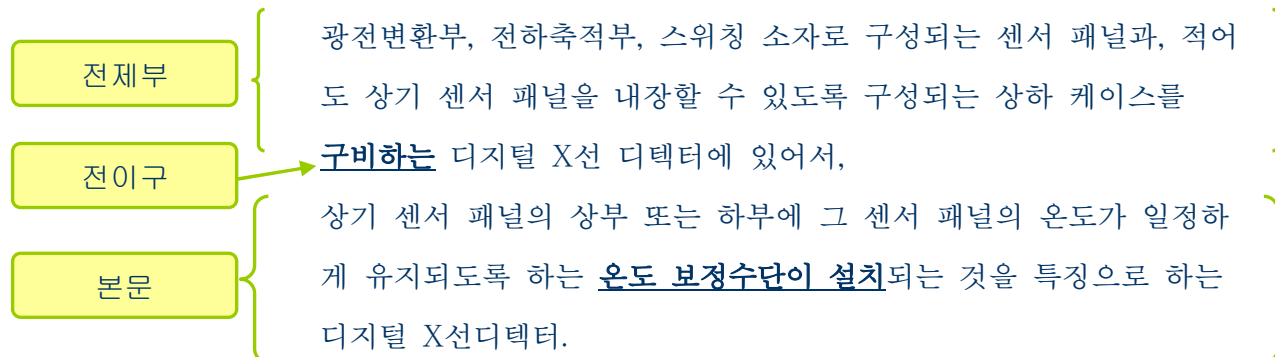 전제부
전이구
본문
광전변환부, 전하축적부, 스위칭 소자로 구성되는 센서 패널과, 적어
도 상기 센서 패널을 내장할 수 있도록 구성되는 상하 케이스를
구비하는 디지털 X선 디텍터에 있어서,
상기 센서 패널의 상부 또는 하부에 그 센서 패널의 온도가 일정하
게 유지되도록 하는 온도 보정수단이 설치되는 것을 특징으로 하는
디지털 X선디텍터.